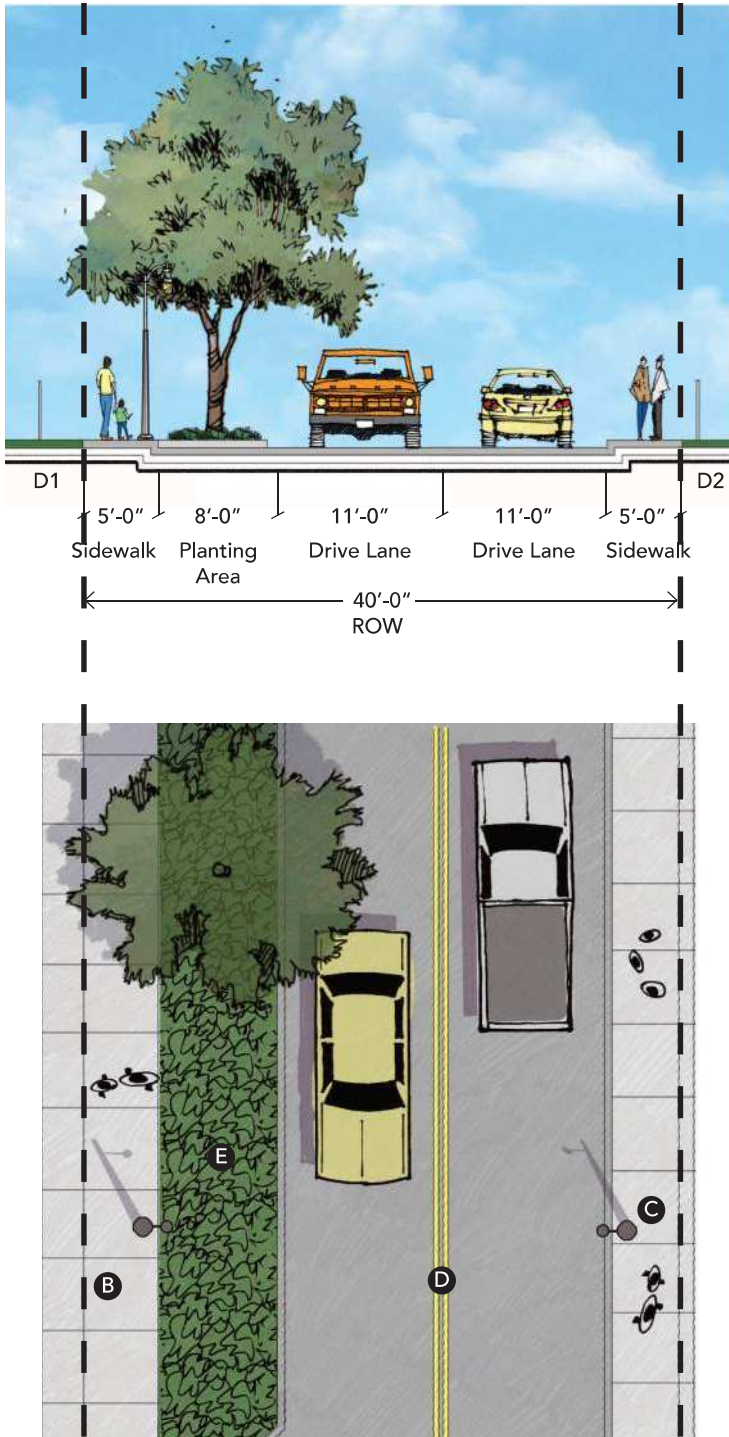 D1 D2
5'-0" 8'-0" 11'-0" 11'-0" 5'-0"
Sidewalk Planting Drive Lane Drive Lane Sidewalk
Area
40'-0"
ROW
E
C
B D